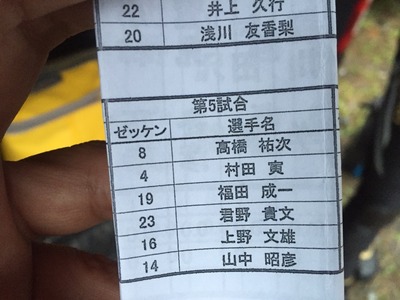 22 井上 久行
20 浅川 友香梨
第5試合
ゼッケン 選手名
8 高橋 祐次
4 村田 寅
19 福田 成一
23 君野 貴文
16 上野 文雄
14 山中 昭彦